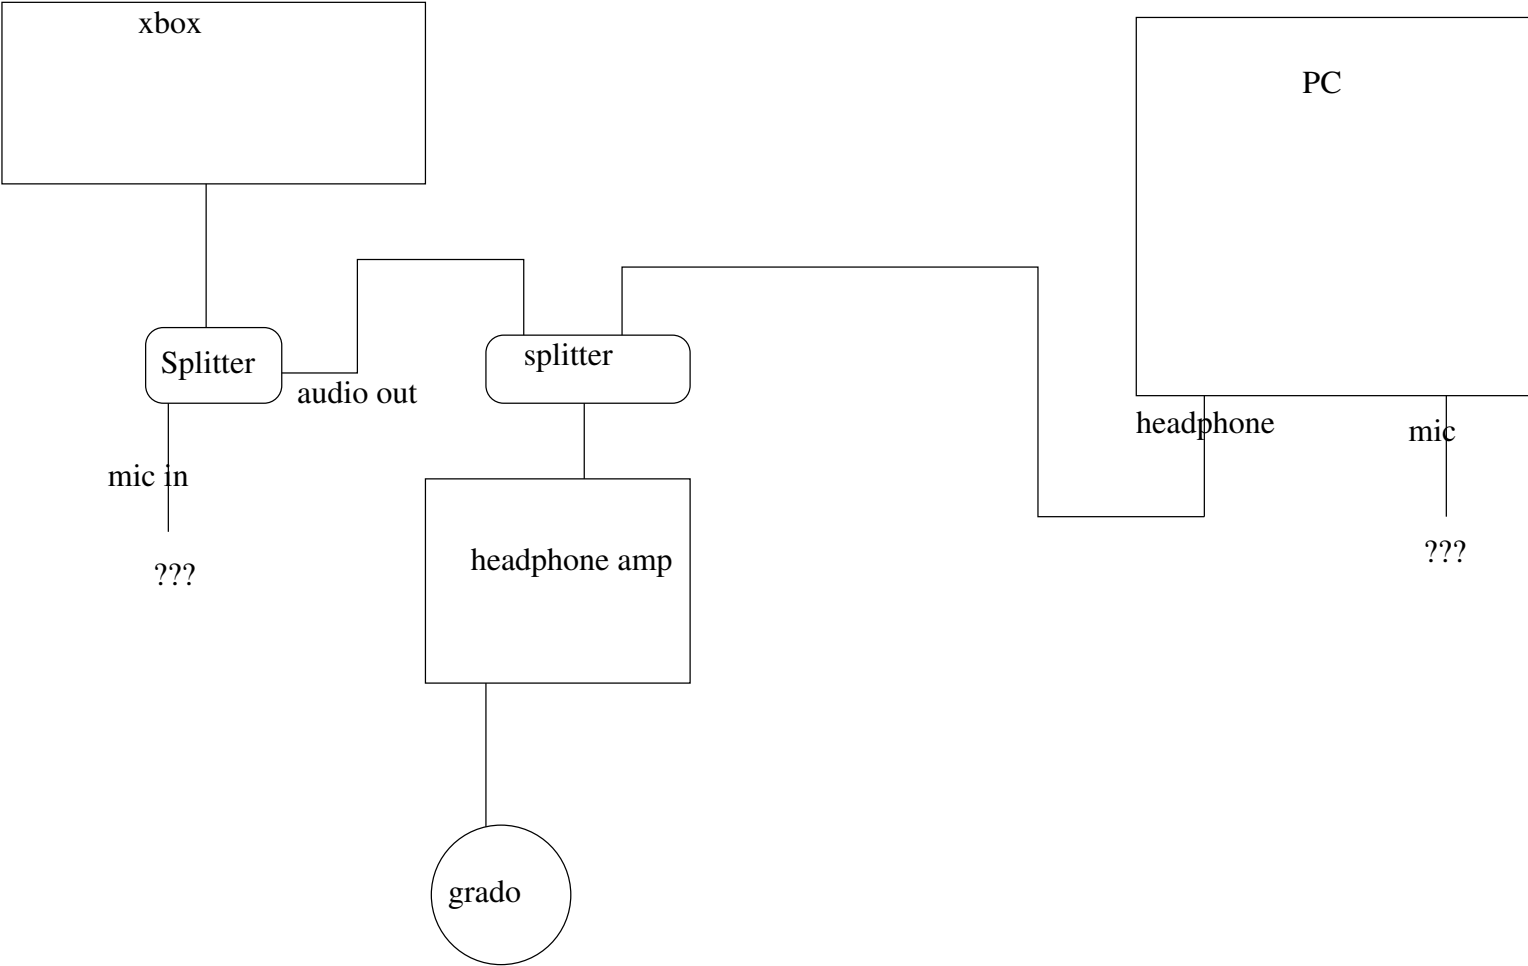 xbox
PC
Splitter
splitter
audio out
headphone
mic
mic in
???
???
headphone amp
grado